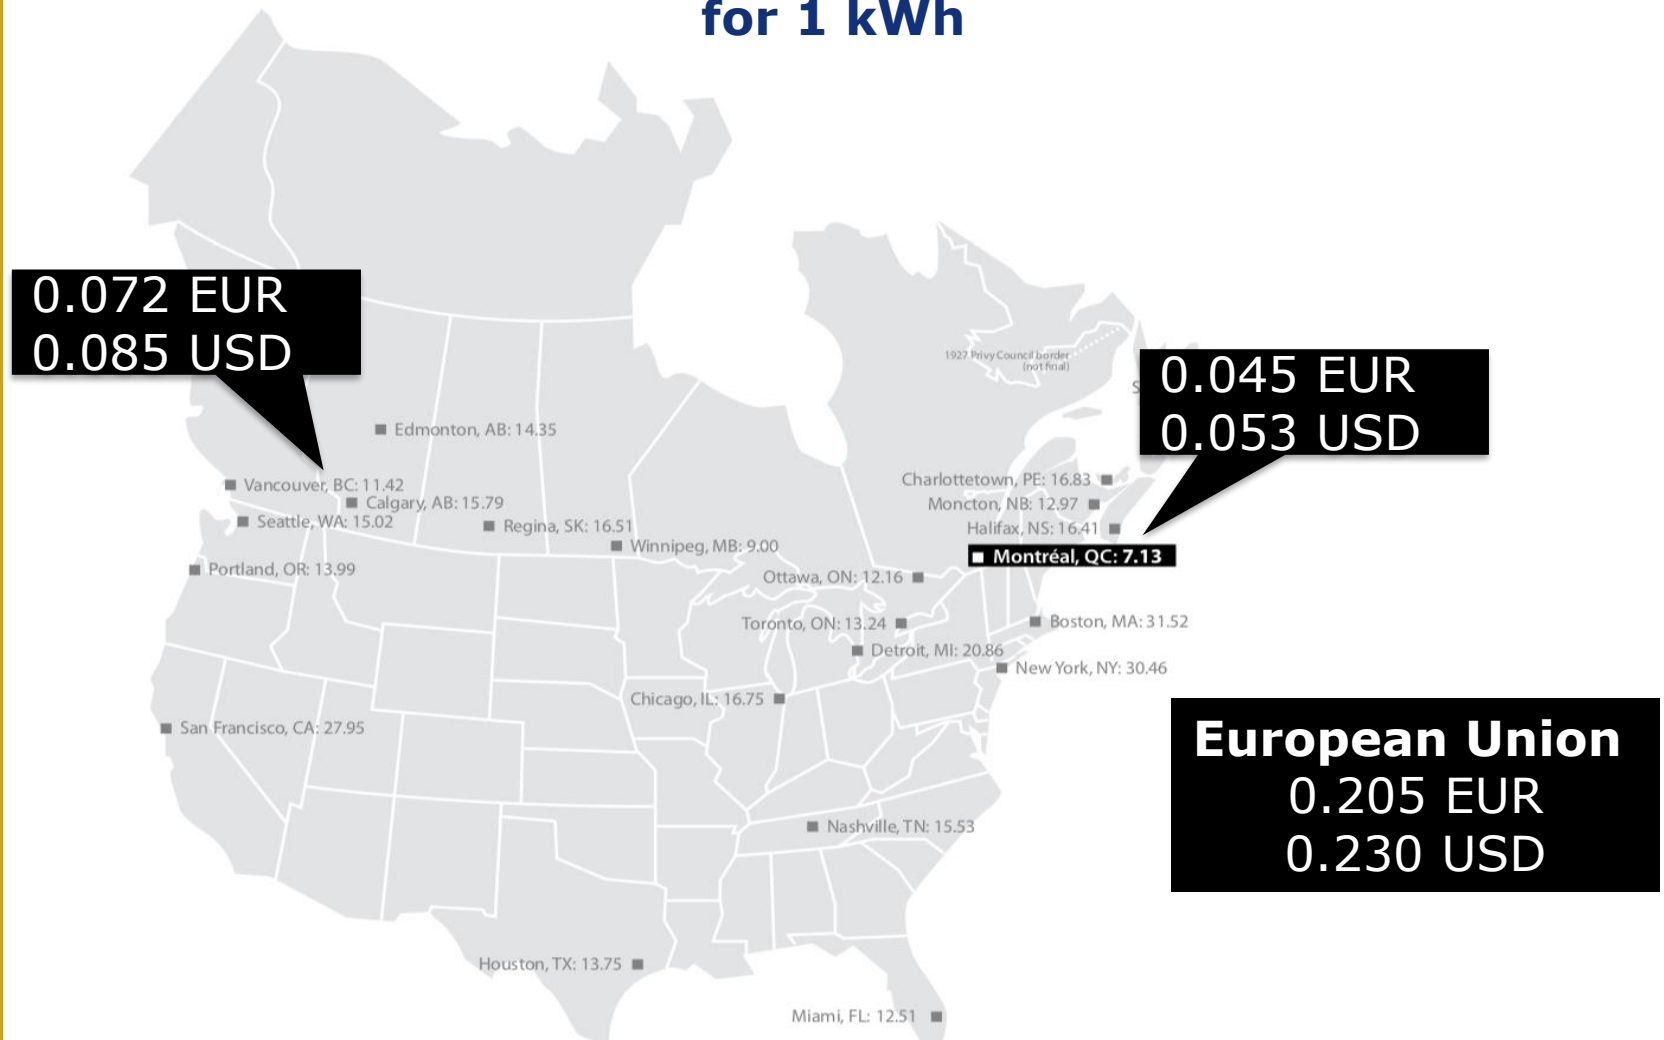 for 1 kWh
0.072 EUR
0.085 USD
1927 Privy Council border
(not final)
0.045 EUR
0.053 USD
Edmonton, AB: 14.35
Vancouver, BC: 11.42
Calgary, AB: 15.79
Seattle, WA: 15.02
Regina, SK: 16.51
Winnipeg, MB: 9.00
Portland, OR: 13.99
Charlottetown, PE: 16.83
Moncton, NB: 12.97
Halifax, NS: 16.41
Montréal, QC: 7.13
Ottawa, ON: 12.16
Toronto, ON: 13.24
Boston, MA: 31.52
Detroit, MI: 20.86
New York, NY: 30.46
Chicago, IL: 16.75
San Francisco, CA: 27.95
European Union
0.205 EUR
0.230 USD
Nashville, TN: 15.53
Houston, TX: 13.75
Miami, FL: 12.51